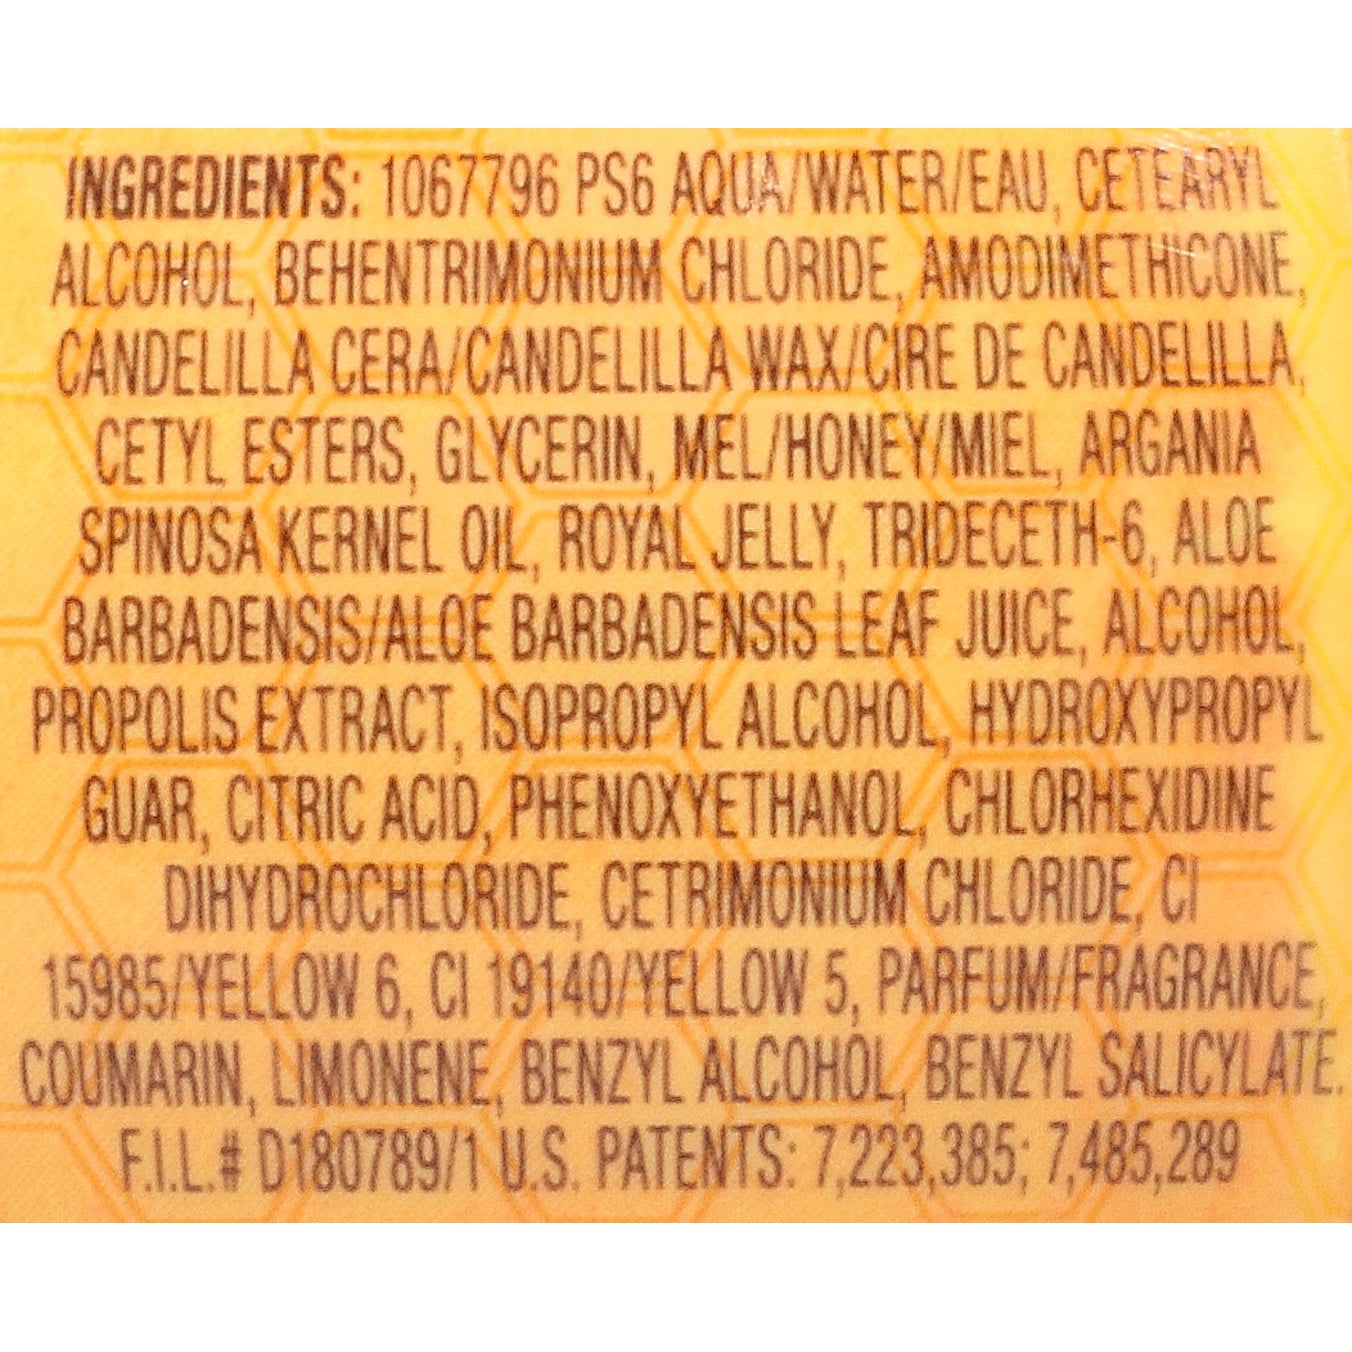 INGREDIENTS: 1067796 PS6 AQUA/WATER/EAU, CETEARYL
ALCOHOL, BEHENTRIMONIUM CHLORIDE, AMODIMETHICONE,
CANDELILLA CERA/CANDELILLA WAX/CIRE DE CANDELILLA,
CETYL ESTERS, GLYCERIN, MEL/HONEY/MIEL, ARGANIA
SPINOSA KERNEL OIL, ROYAL JELLY, TRIDECETH-6, ALOE
BARBADENSIS/ALOE BARBADENSIS LEAF JUICE, ALCOHOL,
PROPOLIS EXTRACT, ISOPROPYL ALCOHOL, HYDROXYPROPYL
GUAR, CITRIC ACID, PHENOXYETHANOL, CHLORHEXIDINE
DIHYDROCHLORIDE, CETRIMONIUM CHLORIDE, CI
15985/YELLOW 6, CI 19140/YELLOW 5, PARFUM/FRAGRANCE,
COUMARIN, LIMONENE, BENZYL ALCOHOL, BENZYL SALICYLATE.
F.I.L.# D180789/1 U.S. PATENTS: 7,223,385; 7,485,289